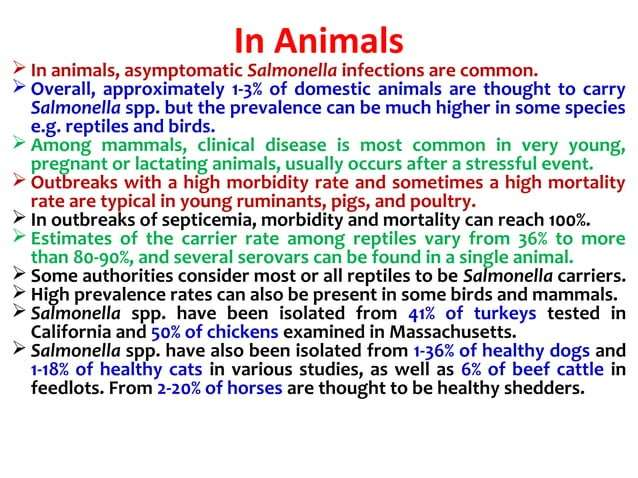 In Animals
➢ In animals, asymptomatic Salmonella infections are common.
➢ Overall, approximately 1-3% of domestic animals are thought to carry
Salmonella spp. but the prevalence can be much higher in some species
e.g. reptiles and birds.
➢ Among mammals, clinical disease is most common in very young,
pregnant or lactating animals, usually occurs after a stressful event.
➢ Outbreaks with a high morbidity rate and sometimes a high mortality
rate are typical in young ruminants, pigs, and poultry.
➢ In outbreaks of septicemia, morbidity and mortality can reach 100%.
➢ Estimates of the carrier rate among reptiles vary from 36% to more
than 80-90%, and several serovars can be found in a single animal.
➢ Some authorities consider most or all reptiles to be Salmonella carriers.
➢ High prevalence rates can also be present in some birds and mammals.
➢ Salmonella spp. have been isolated from 41% of turkeys tested in
California and 50% of chickens examined in Massachusetts.
➢ Salmonella spp. have also been isolated from 1-36% of healthy dogs and
1-18% of healthy cats in various studies, as well as 6% of beef cattle in
feedlots. From 2-20% of horses are thought to be healthy shedders.